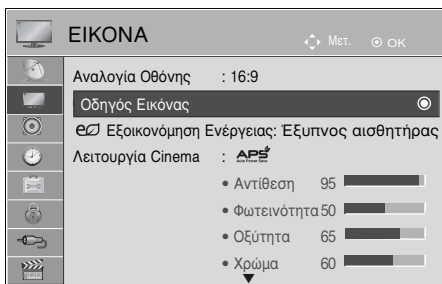 ΕΙΚΟΝΑ Μετ. OK
Αναλογία Οθόνης : 16:9
Οδηγός Εικόνας
Εξοικονόμηση Ενέργειας: Έξυπνος αισθητήρας
Λειτουργία Cinema : APS
• Αντίθεση 95
• Φωτεινότητα 50
• Οξύτητα 65
• Χρώμα 60